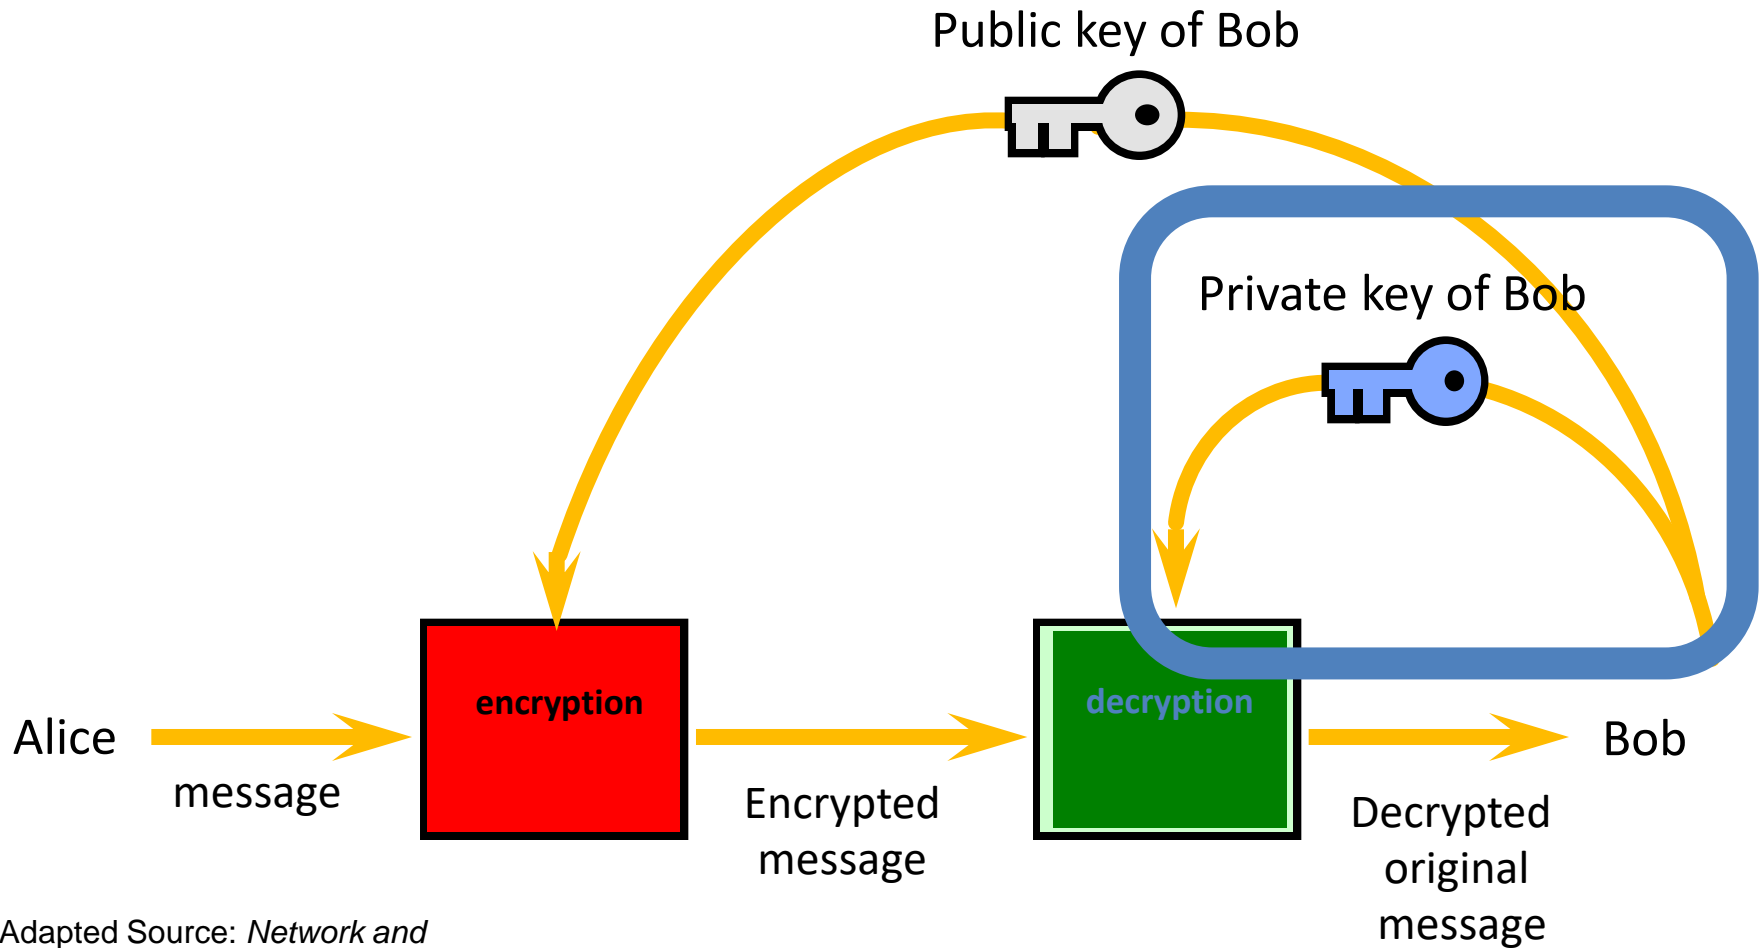 Public key of Bob
Private key of Bob
encryption
decryption
Alice
Bob
message
Encrypted
message
Decrypted
original
message
Adapted Source: Network and